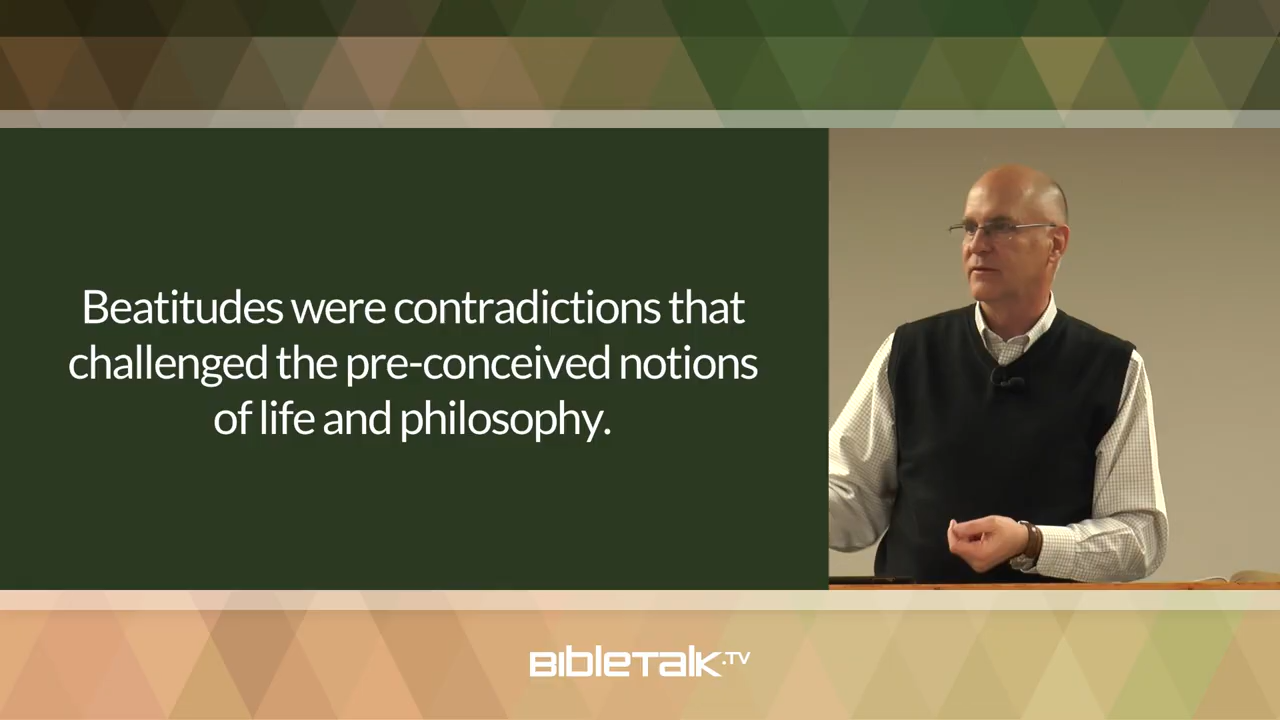 Beatitudes were contradictions that
challenged the pre-conceived notions
of life and philosophy.
BIBLETALK.TV